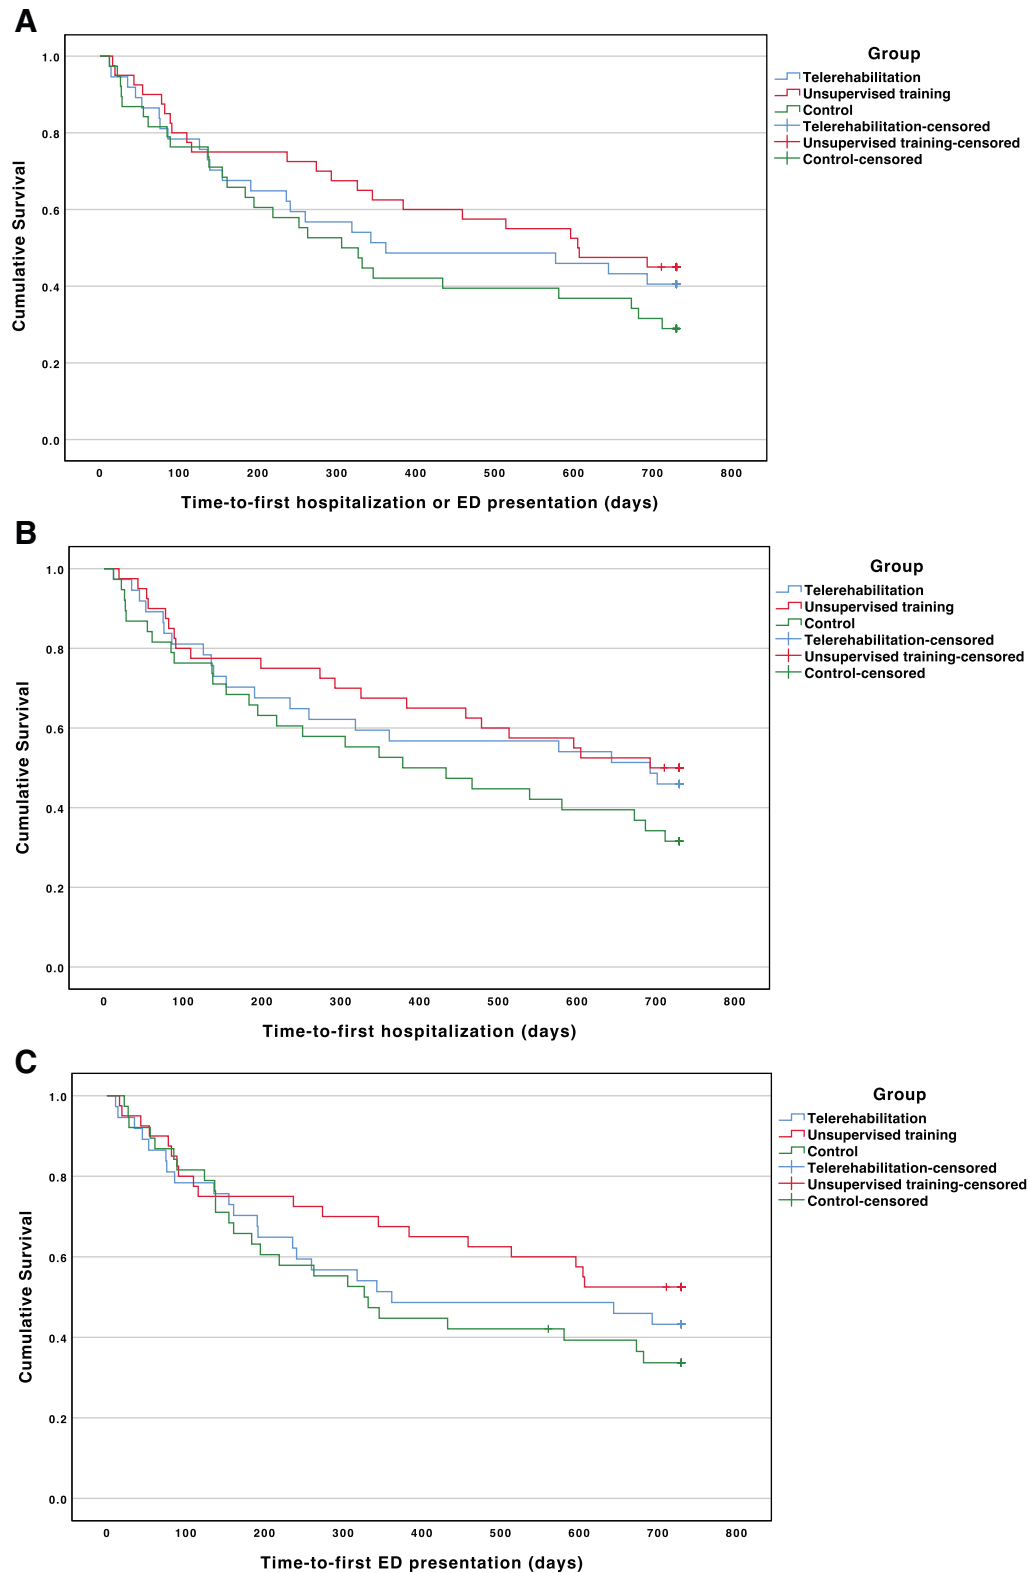 A
Group
Telerehabilitation
Unsupervised training
Control
Telerehabilitation-censored
Unsupervised training-censored
Control-censored
Cumulative Survival
1.0
0.8
0.6
0.4
0.2
0.0
0 100 200 300 400 500 600 700 800
Time-to-first hospitalization or ED presentation (days)
B
Group
Telerehabilitation
Unsupervised training
Control
Telerehabilitation-censored
Unsupervised training-censored
Control-censored
Cumulative Survival
1.0
0.8
0.6
0.4
0.2
0.0
0 100 200 300 400 500 600 700 800
Time-to-first hospitalization (days)
C
Group
Telerehabilitation
Unsupervised training
Control
Telerehabilitation-censored
Unsupervised training-censored
Control-censored
Cumulative Survival
1.0
0.8
0.6
0.4
0.2
0.0
0 100 200 300 400 500 600 700 800
Time-to-first ED presentation (days)